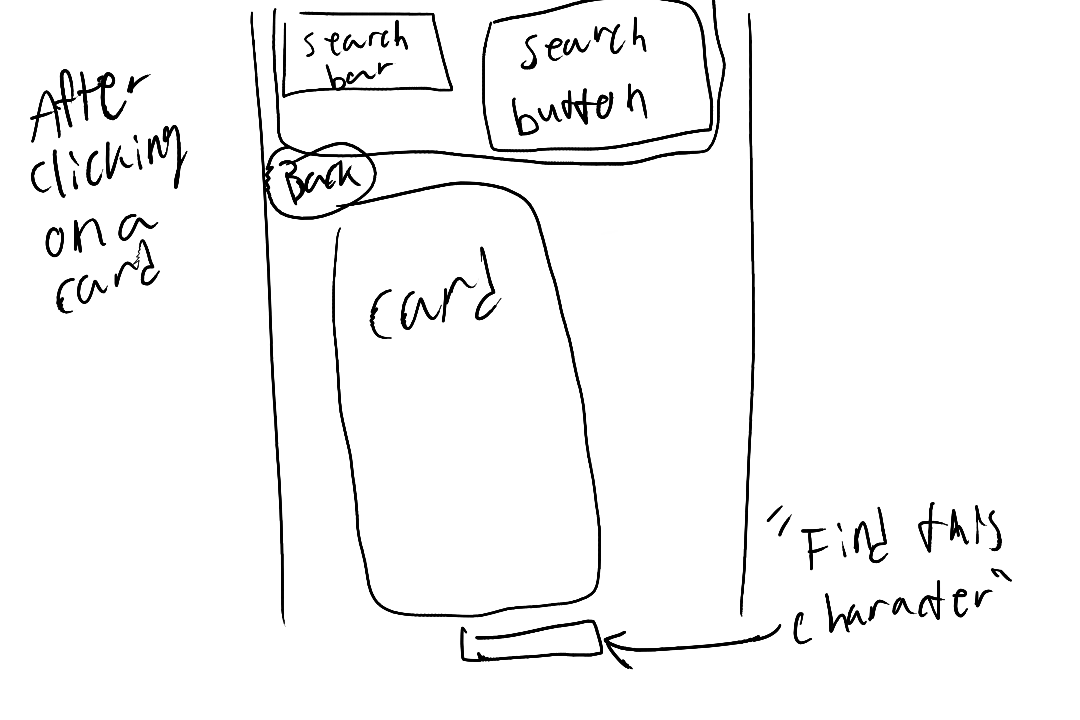 search
bar
search
button
After
clicking
on a
card
Back
card
"Find this
character"